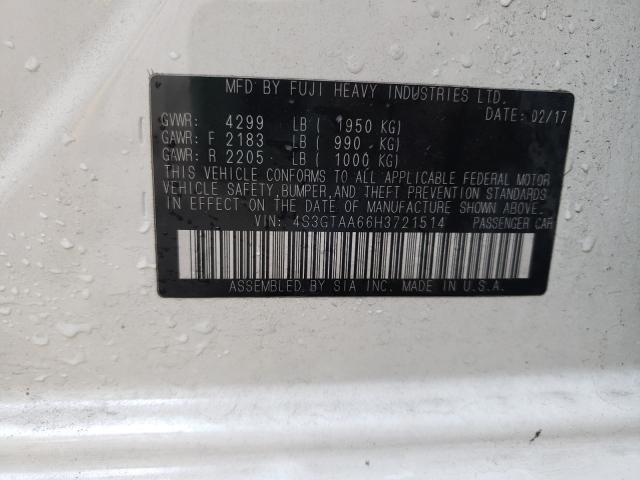 MFD BY FUJI HEAVY INDUSTRIES LTD.
DATE: 02/17
GVWR: 4299 LB ( 1950 KG)
GAWR: F 2183 LB ( 990 KG)
GAWR: R 2205 LB ( 1000 KG)
THIS VEHICLE CONFORMS TO ALL APPLICABLE FEDERAL MOTOR
VEHICLE SAFETY, BUMPER, AND THEFT PREVENTION STANDARDS
IN EFFECT ON THE DATE OF MANUFACTURE SHOWN ABOVE.
VIN: 4S3GTAA66H3721514 PASSENGER CAR
ASSEMBLED BY SIA INC. MADE IN U.S.A.